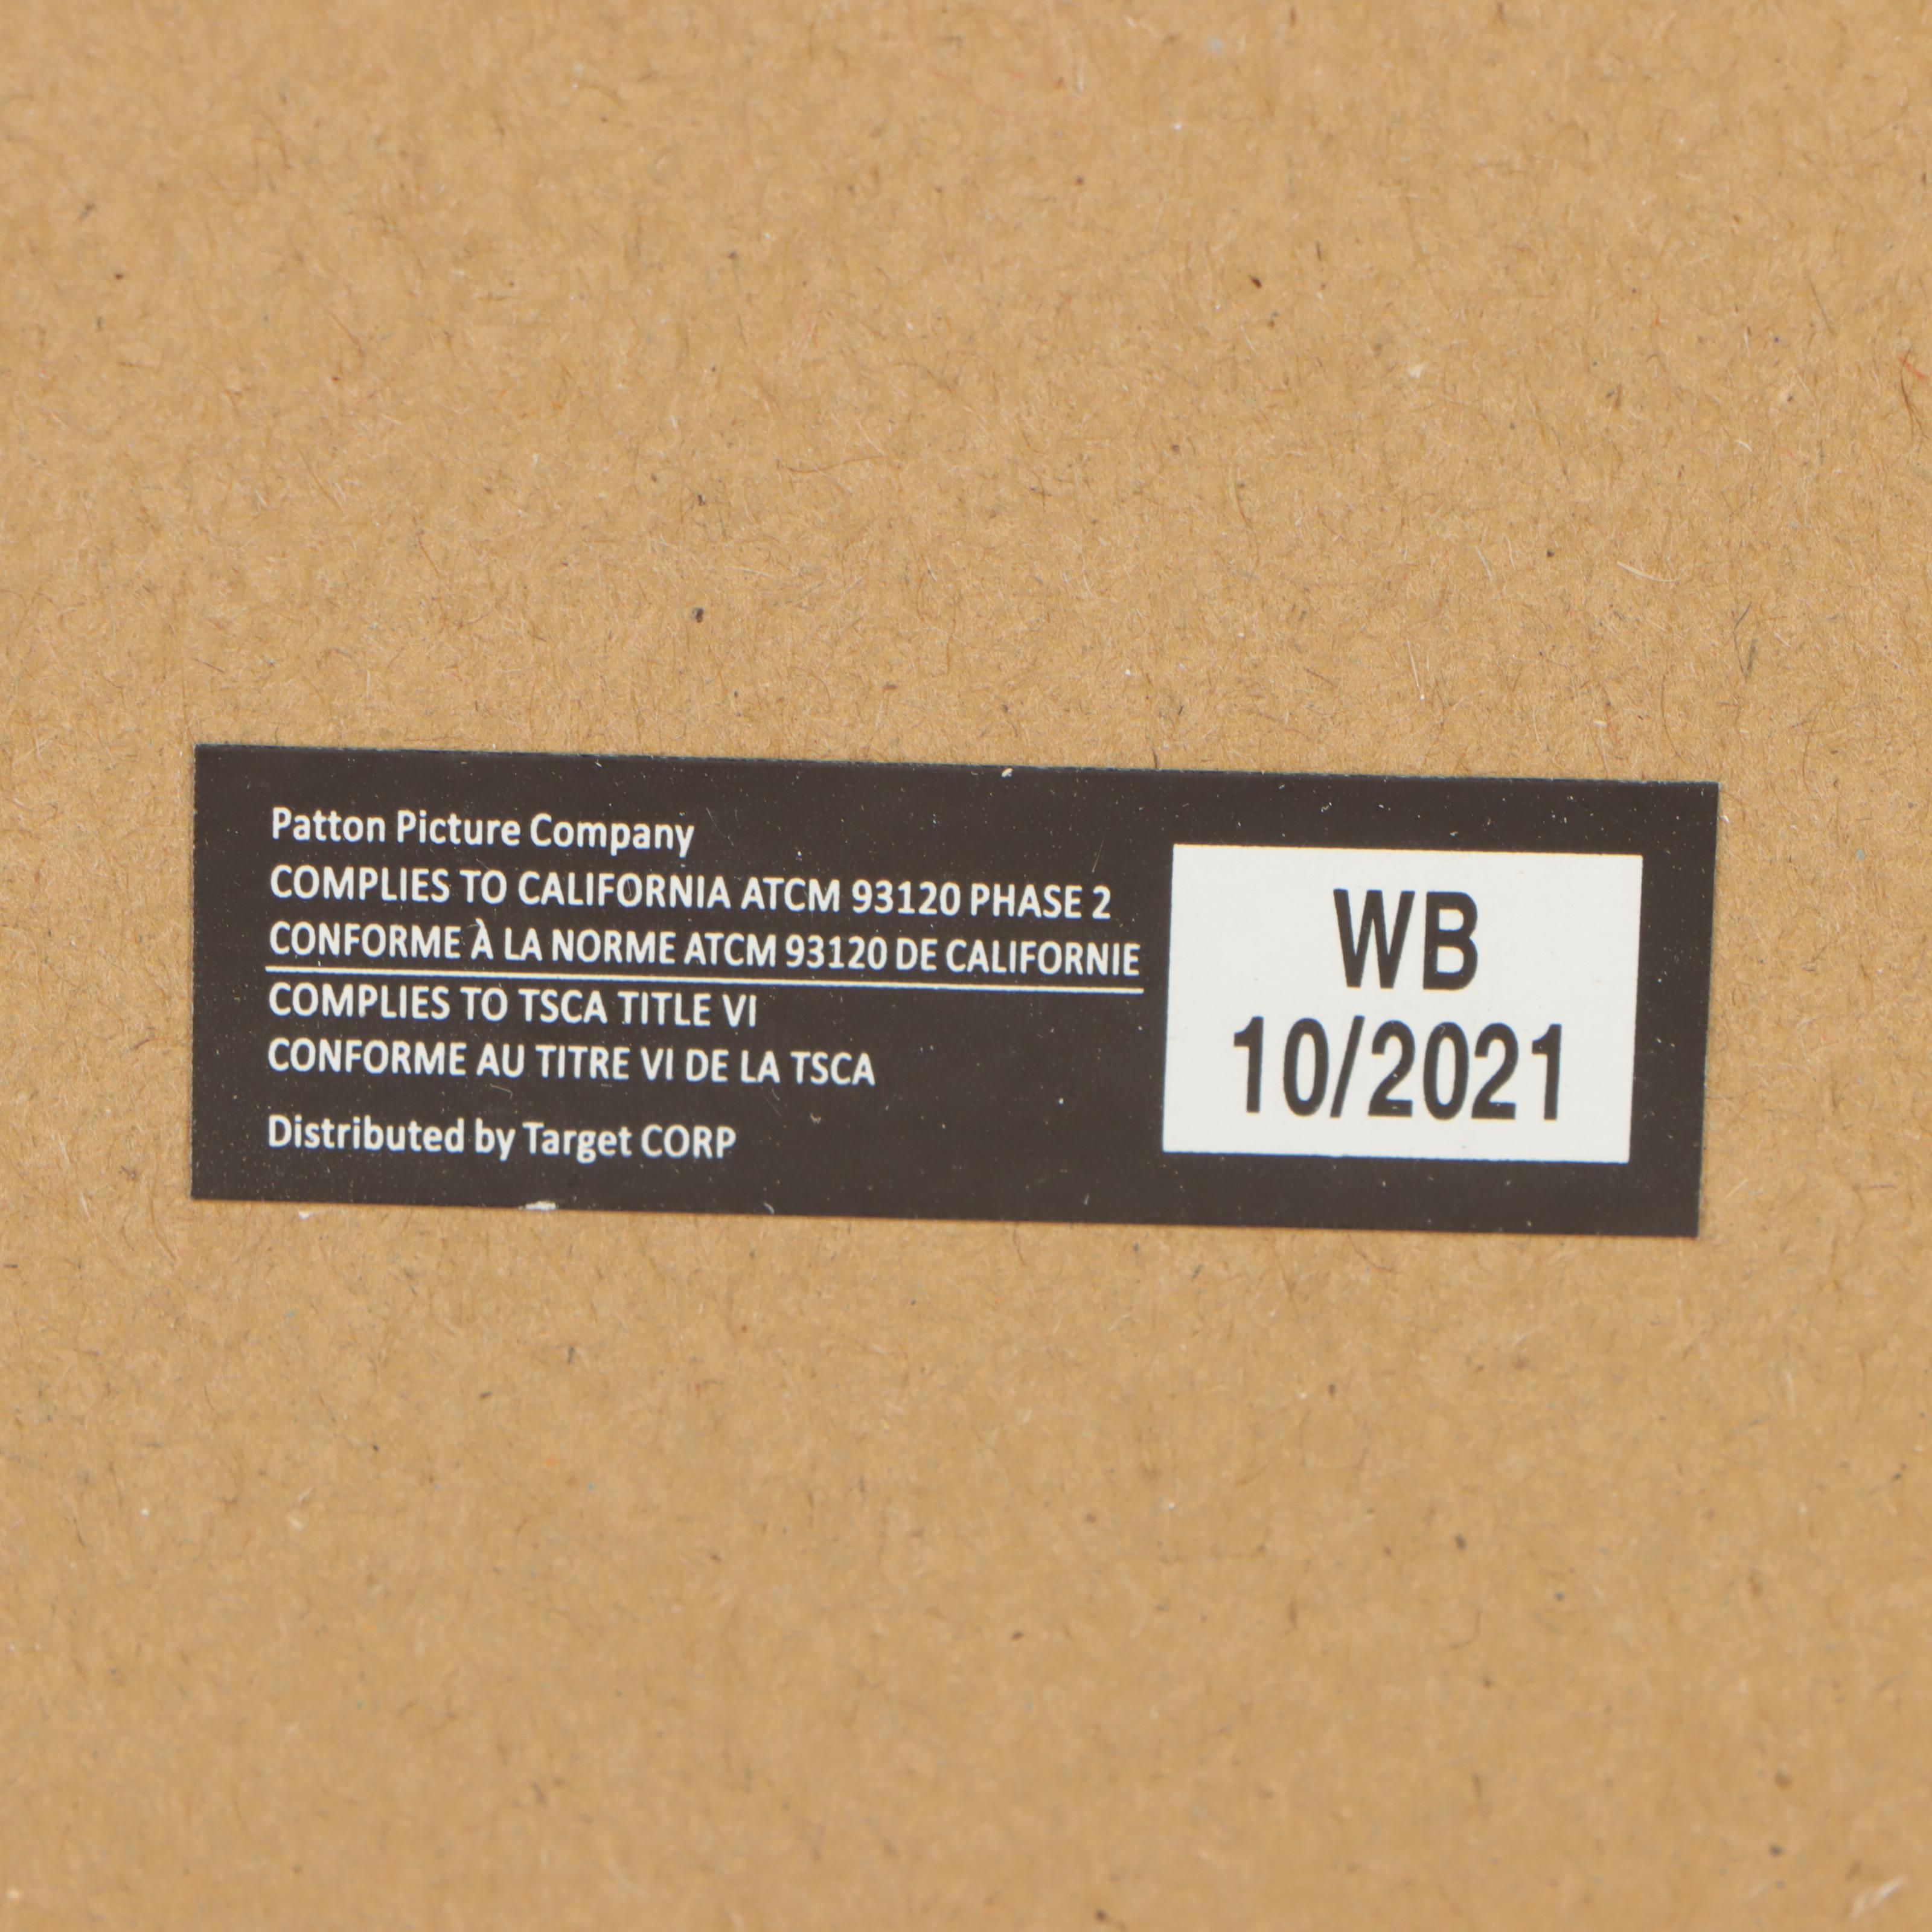 Patton Picture Company
COMPLIES TO CALIFORNIA ATCM 93120 PHASE 2
CONFORME À LA NORME ATCM 93120 DE CALIFORNIE
COMPLIES TO TSCA TITLE VI
CONFORME AU TITRE VI DE LA TSCA
Distributed by Target CORP
WB
10/2021